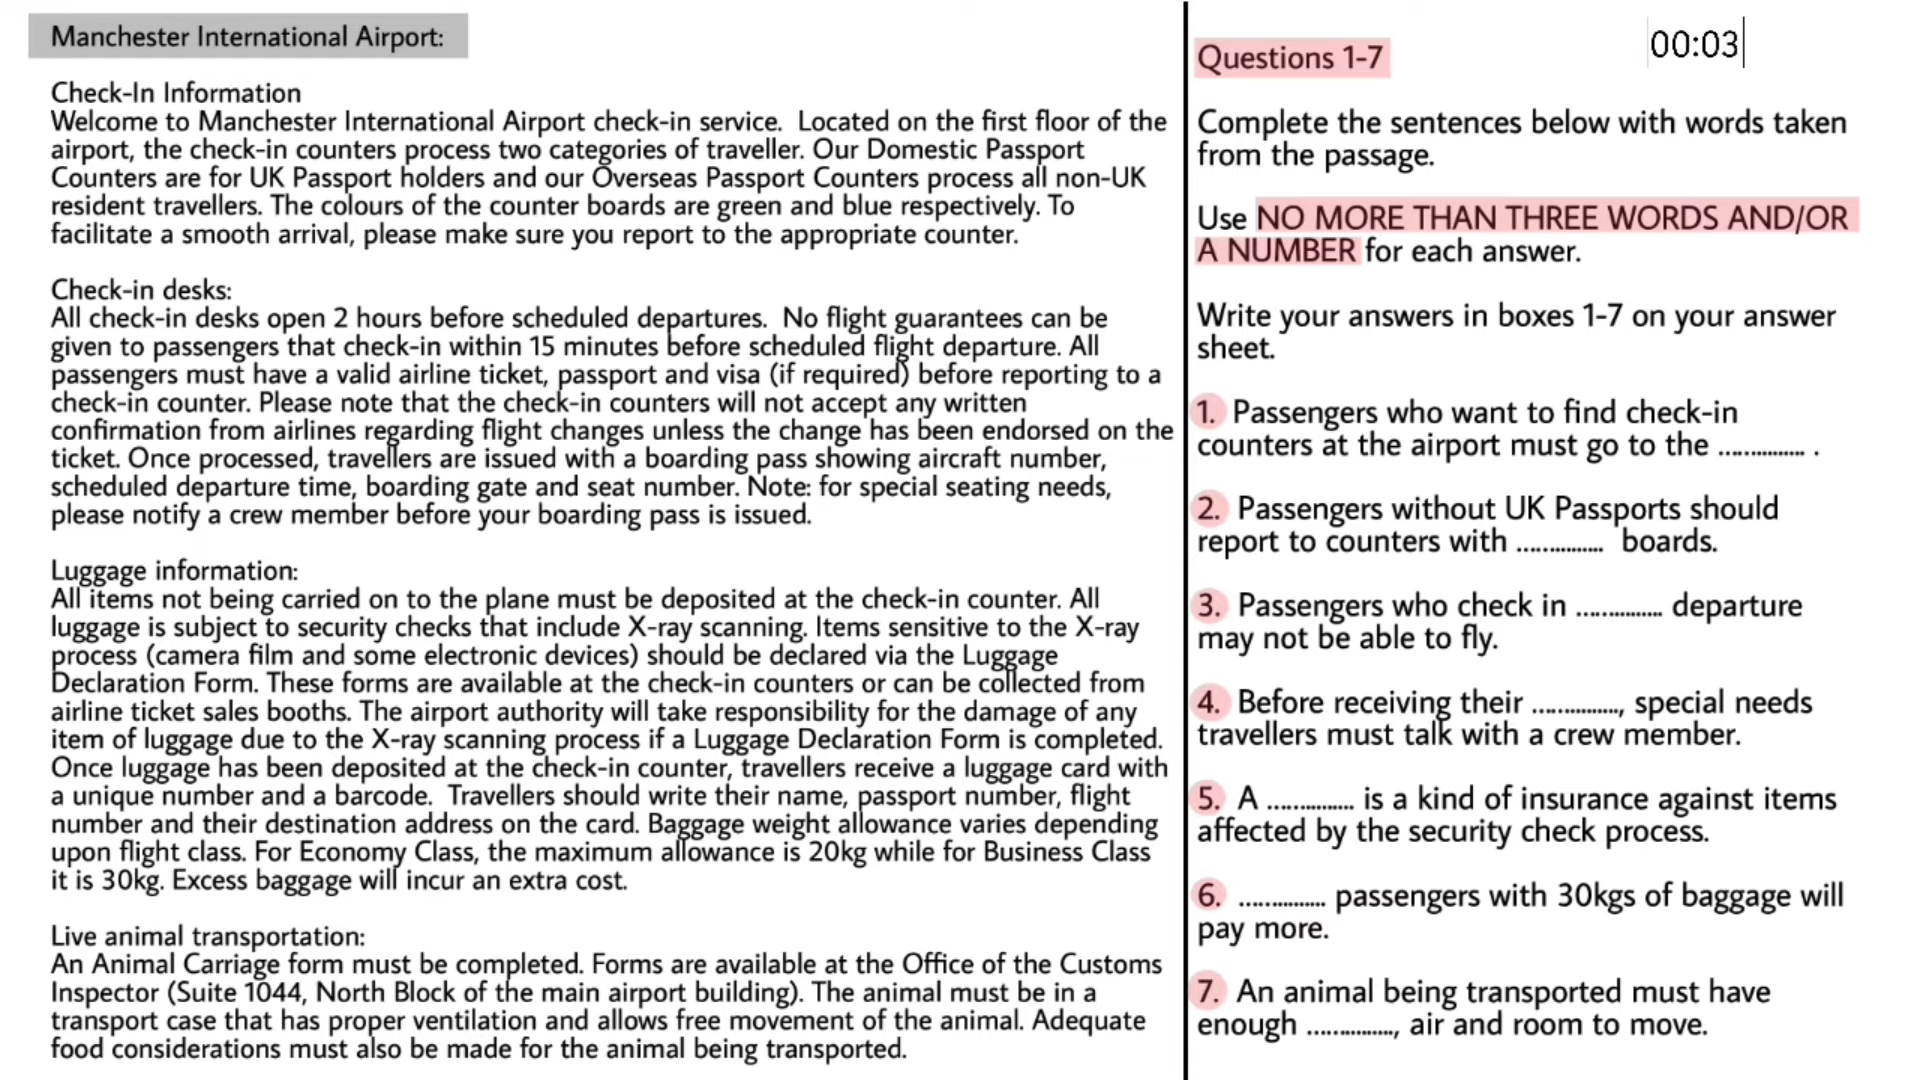 Manchester International Airport:
Check-In Information
Welcome to Manchester International Airport check-in service.  Located on the first floor of the
airport, the check-in counters process two categories of traveller. Our Domestic Passport
Counters are for UK Passport holders and our Overseas Passport Counters process all non-UK
resident travellers. The colours of the counter boards are green and blue respectively. To
facilitate a smooth arrival, please make sure you report to the appropriate counter.
Check-in desks:
All check-in desks open 2 hours before scheduled departures.  No flight guarantees can be
given to passengers that check-in within 15 minutes before scheduled flight departure. All
passengers must have a valid airline ticket, passport and visa (if required) before reporting to a
check-in counter. Please note that the check-in counters will not accept any written
confirmation from airlines regarding flight changes unless the change has been endorsed on the
ticket. Once processed, travellers are issued with a boarding pass showing aircraft number,
scheduled departure time, boarding gate and seat number. Note: for special seating needs,
please notify a crew member before your boarding pass is issued.
Luggage information:
All items not being carried on to the plane must be deposited at the check-in counter. All
luggage is subject to security checks that include X-ray scanning. Items sensitive to the X-ray
process (camera film and some electronic devices) should be declared via the Luggage
Declaration Form. These forms are available at the check-in counters or can be collected from
airline ticket sales booths. The airport authority will take responsibility for the damage of any
item of luggage due to the X-ray scanning process if a Luggage Declaration Form is completed.
Once luggage has been deposited at the check-in counter, travellers receive a luggage card with
a unique number and a barcode.  Travellers should write their name, passport number, flight
number and their destination address on the card. Baggage weight allowance varies depending
upon flight class. For Economy Class, the maximum allowance is 20kg while for Business Class
it is 30kg. Excess baggage will incur an extra cost.
Live animal transportation:
An Animal Carriage form must be completed. Forms are available at the Office of the Customs
Inspector (Suite 1044, North Block of the main airport building). The animal must be in a
transport case that has proper ventilation and allows free movement of the animal. Adequate
food considerations must also be made for the animal being transported.
00:03
Questions 1-7
Complete the sentences below with words taken
from the passage.
Use NO MORE THAN THREE WORDS AND/OR
A NUMBER for each answer.
Write your answers in boxes 1-7 on your answer
sheet.
1. Passengers who want to find check-in
counters at the airport must go to the ............... .
2. Passengers without UK Passports should
report to counters with ............... boards.
3. Passengers who check in ............... departure
may not be able to fly.
4. Before receiving their ..............., special needs
travellers must talk with a crew member.
5. A ............... is a kind of insurance against items
affected by the security check process.
6. ............... passengers with 30kgs of baggage will
pay more.
7. An animal being transported must have
enough ..............., air and room to move.